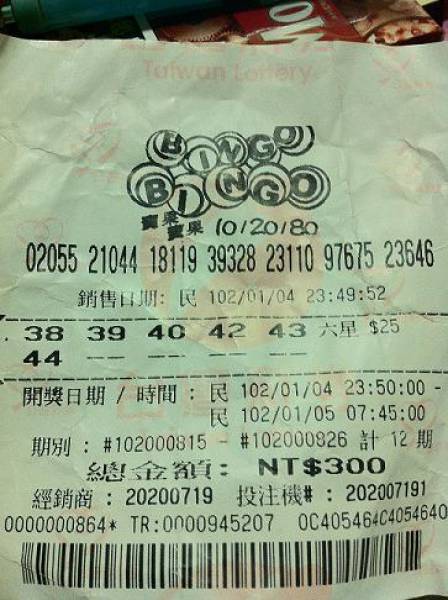 Taiwan Lottery
BINGO
BINGO
賓果
賓果 10/20/80
02055 21044 18119 39328 23110 97675 23646
銷售日期: 民 102/01/04 23:49:52
38 39 40 42 43 六星 $25
44 -- -- -- --
開獎日期 / 時間 : 民 102/01/04 23:50:00 -
民 102/01/05 07:45:00
期別 : #102000815 - #102000826 計 12 期
總金額: NT$300
經銷商 : 20200719 投注機# : 202007191
0000000864* TR:0000945207 0C405464C4054640